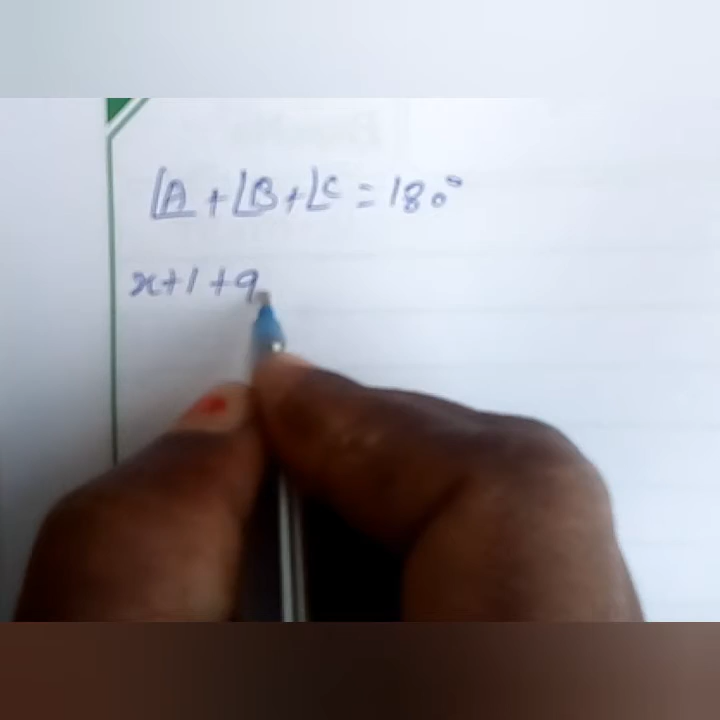 ∠A + ∠B + ∠C = 180°
x+1+9